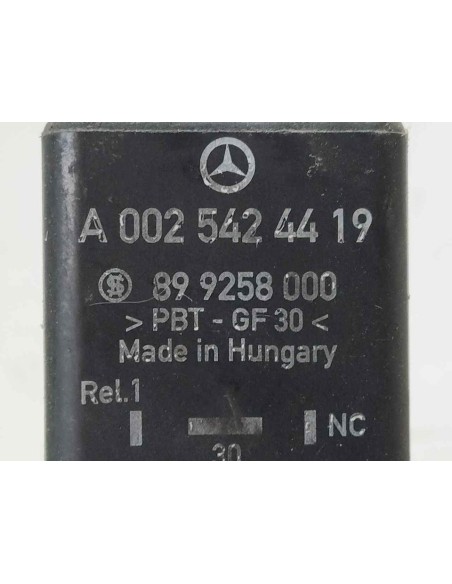 A 002 542 44 19
89 9258 000
> PBT - GF 30 <
Made in Hungary
Rel.1
NC
30